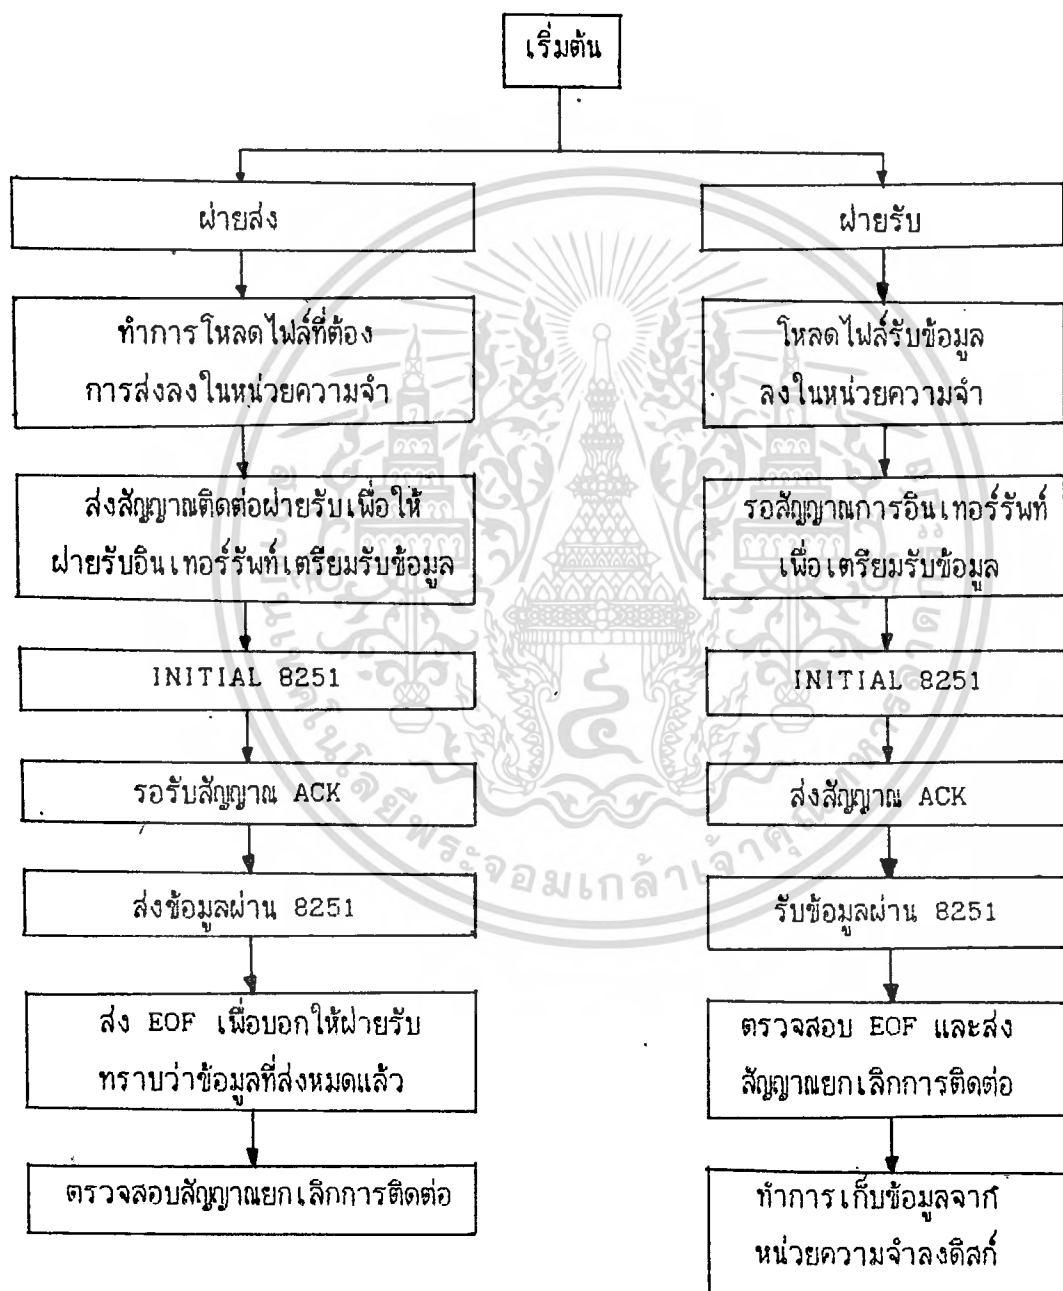 เริ่มต้น
ฝ่ายส่ง
ทำการโหลดไฟล์ที่ต้อง
การส่งลงในหน่วยความจำ
ส่งสัญญาณติดต่อฝ่ายรับเพื่อให้
ฝ่ายรับอินเทอร์รัพท์เตรียมรับข้อมูล
INITIAL 8251
รอรับสัญญาณ ACK
ส่งข้อมูลผ่าน 8251
ส่ง EOF เพื่อบอกให้ฝ่ายรับ
ทราบว่าข้อมูลที่ส่งหมดแล้ว
ตรวจสอบสัญญาณยกเลิกการติดต่อ
ฝ่ายรับ
โหลดไฟล์รับข้อมูล
ลงในหน่วยความจำ
รอสัญญาณการอินเทอร์รัพท์
เพื่อเตรียมรับข้อมูล
INITIAL 8251
ส่งสัญญาณ ACK
รับข้อมูลผ่าน 8251
ตรวจสอบ EOF และส่ง
สัญญาณยกเลิกการติดต่อ
ทำการเก็บข้อมูลจาก
หน่วยความจำลงดิสก์